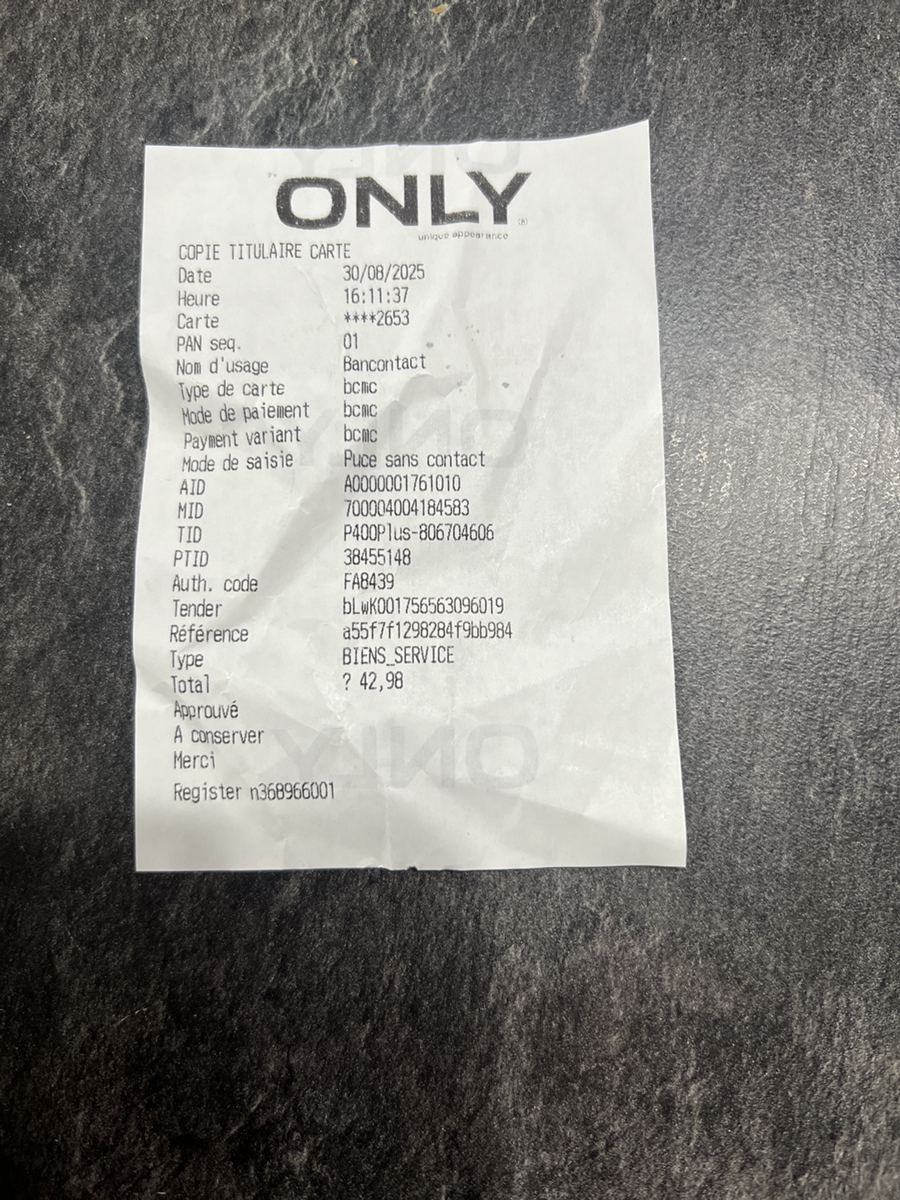 ONLY
®
unique appearance
COPIE TITULAIRE CARTE
Date 30/08/2025
Heure 16:11:37
Carte ****2653
PAN seq. 01
Nom d'usage Bancontact
Type de carte bcmc
Mode de paiement bcmc
Payment variant bcmc
Mode de saisie Puce sans contact
AID A0000001761010
MID 700004004184583
TID P400Plus-806704606
PTID 38455148
Auth. code FA8439
Tender bLwK001756563096019
Référence a55f7f1298284f9bb984
Type BIENS_SERVICE
Total ? 42,98
Approuvé
A conserver
Merci
Register n368966001